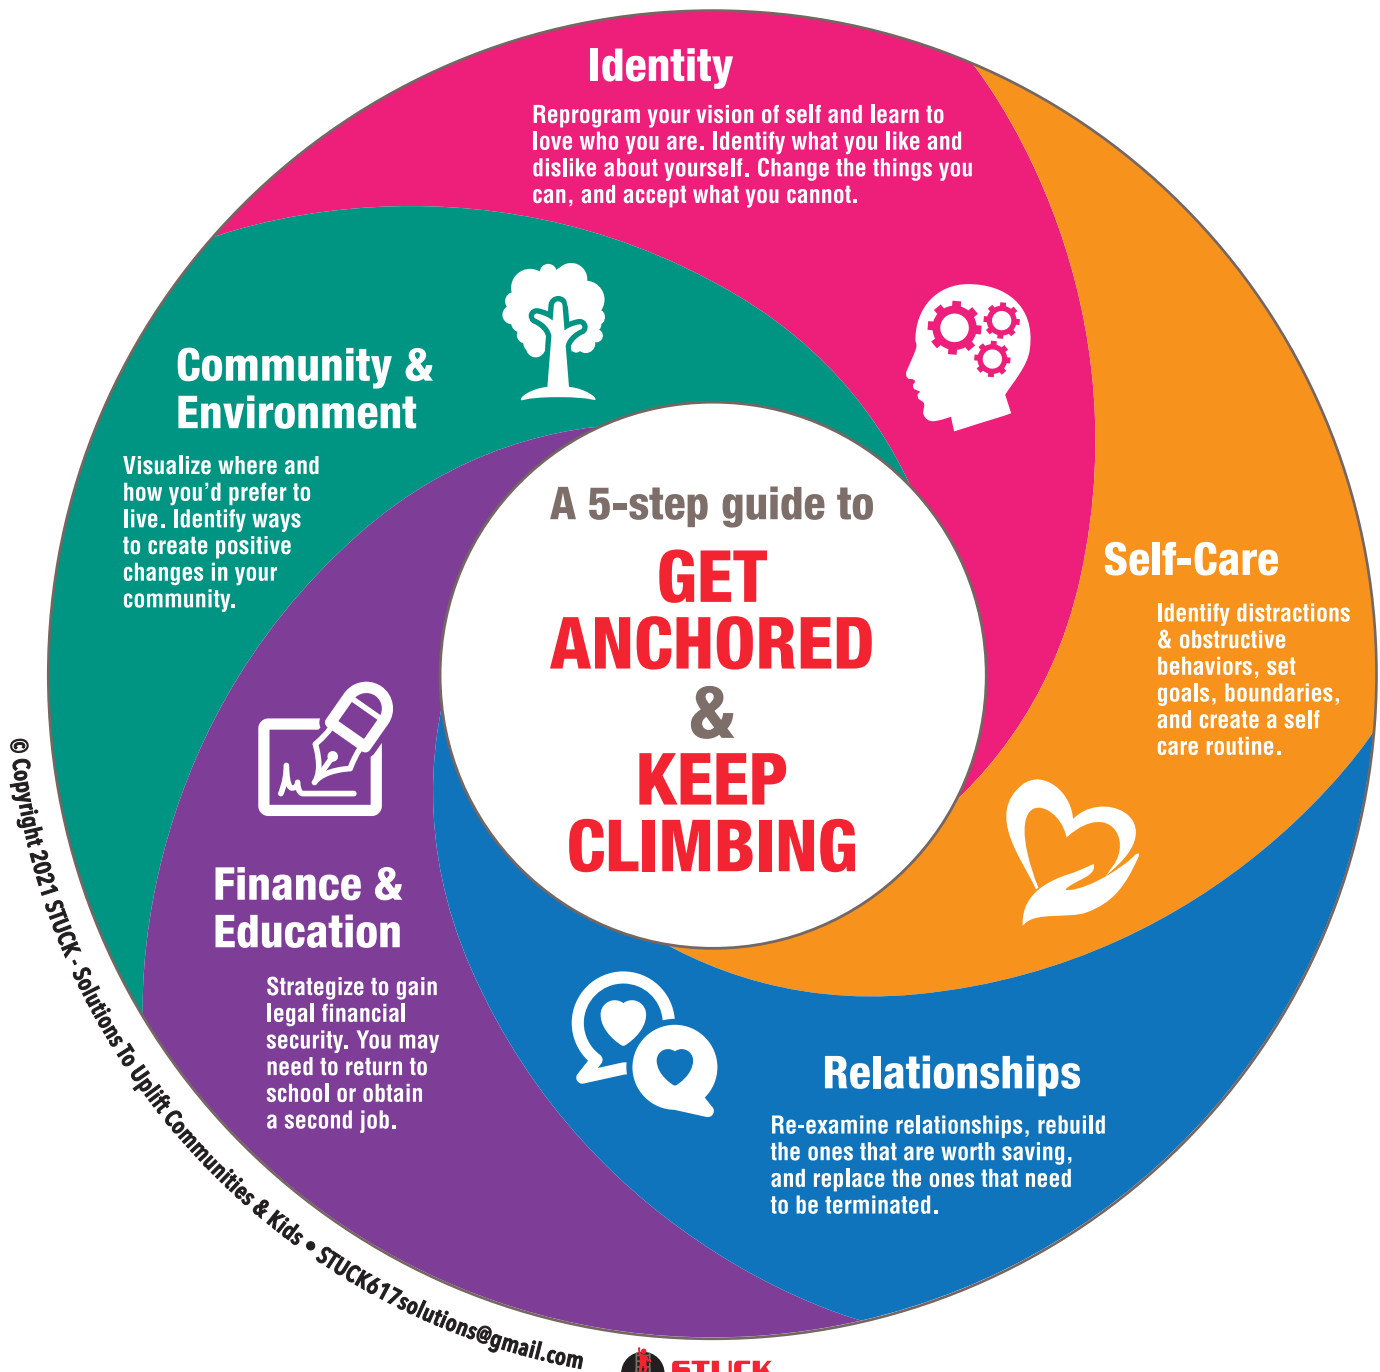 Identity
Reprogram your vision of self and learn to
love who you are. Identify what you like and
dislike about yourself. Change the things you
can, and accept what you cannot.
Self-Care
Identify distractions
& obstructive
behaviors, set
goals, boundaries,
and create a self
care routine.
Relationships
Re-examine relationships, rebuild
the ones that are worth saving,
and replace the ones that need
to be terminated.
Finance &
Education
Strategize to gain
legal financial
security. You may
need to return to
school or obtain
a second job.
Community &
Environment
Visualize where and
how you’d prefer to
live. Identify ways
to create positive
changes in your
community.
A 5-step guide to
GET
ANCHORED
&
KEEP
CLIMBING
© Copyright 2021 STUCK - Solutions To Uplift Communities & Kids • STUCK617solutions@gmail.com
STUCK